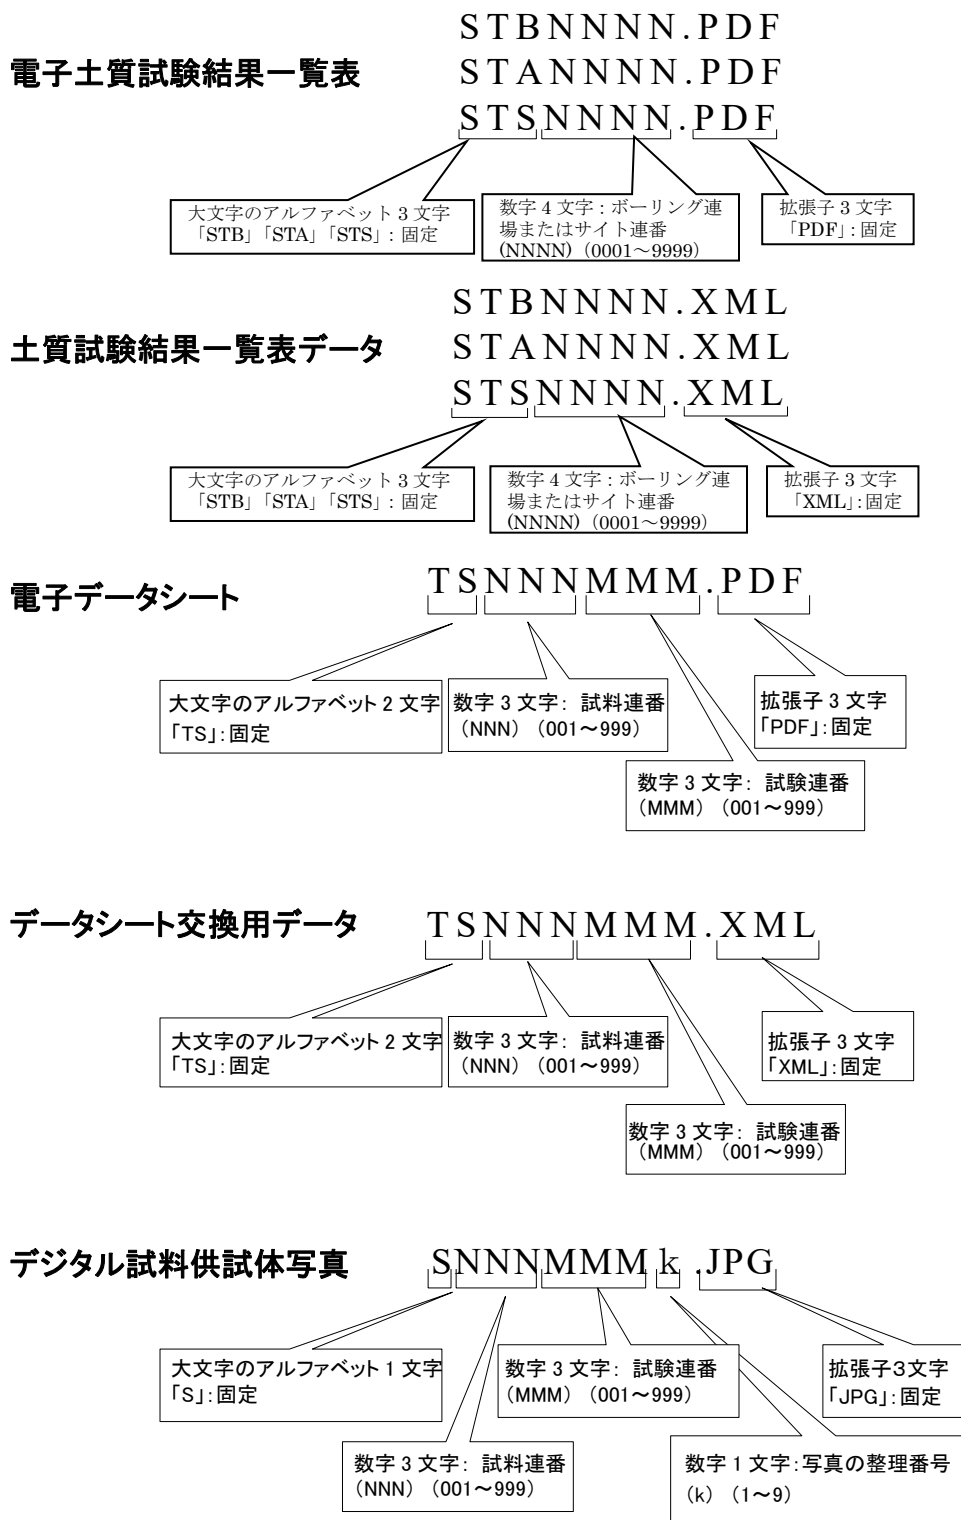 STBNNNN.PDF
電子土質試験結果一覧表
STANNNN.PDF
STSNNNN.PDF
大文字のアルファベット3文字
「STB」「STA」「STS」: 固定
数字4文字：ボーリング連
場またはサイト連番
(NNNN)（0001～9999）
拡張子3文字
「PDF」: 固定
STBNNNN.XML
土質試験結果一覧表データ
STANNNN.XML
STSNNNN.XML
大文字のアルファベット3文字
「STB」「STA」「STS」: 固定
数字4文字：ボーリング連
場またはサイト連番
(NNNN)（0001～9999）
拡張子3文字
「XML」: 固定
電子データシート
TSNNNMMM.PDF
大文字のアルファベット2文字
「TS」：固定
数字3文字： 試料連番
（NNN）（001～999）
拡張子3文字
「PDF」：固定
数字3文字： 試験連番
（MMM）（001～999）
データシート交換用データ
TSNNNMMM.XML
大文字のアルファベット2文字
「TS」：固定
数字3文字： 試料連番
（NNN）（001～999）
拡張子3文字
「XML」：固定
数字3文字： 試験連番
（MMM）（001～999）
デジタル試料供試体写真
SNNNMMMk.JPG
大文字のアルファベット1文字
「S」：固定
数字3文字： 試験連番
（MMM）（001～999）
拡張子３文字
「JPG」：固定
数字3文字： 試料連番
（NNN）（001～999）
数字1文字：写真の整理番号
（k）（1～9）